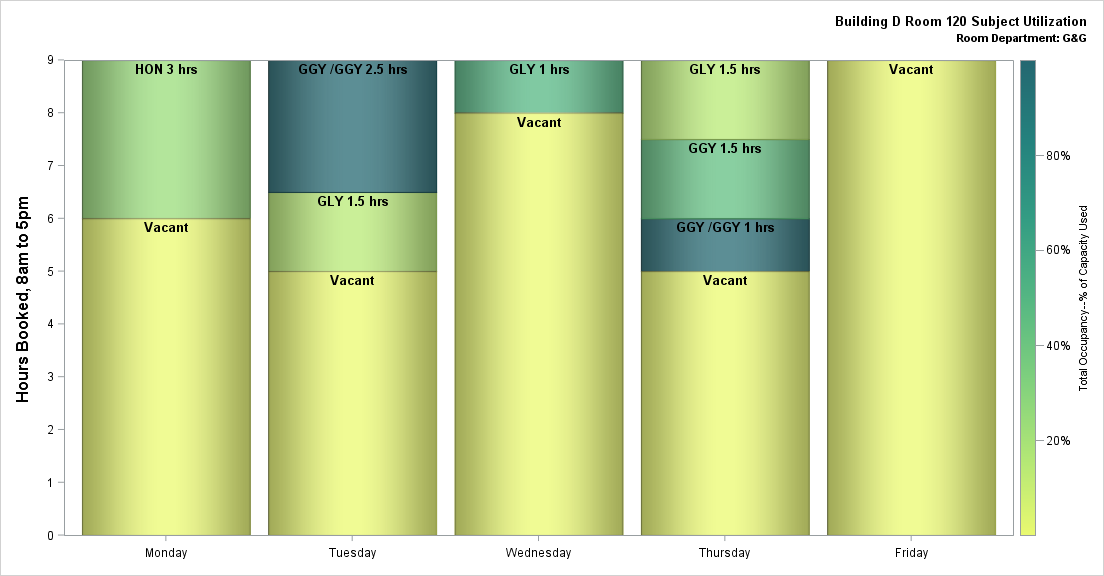 Building D Room 120 Subject Utilization
Room Department: G&G
Hours Booked, 8am to 5pm
9
8
7
6
5
4
3
2
1
0
HON 3 hrs
Vacant
GGY /GGY 2.5 hrs
GLY 1.5 hrs
Vacant
GLY 1 hrs
Vacant
GLY 1.5 hrs
GGY 1.5 hrs
GGY /GGY 1 hrs
Vacant
Vacant
Monday
Tuesday
Wednesday
Thursday
Friday
80%
60%
40%
20%
Total Occupancy--% of Capacity Used